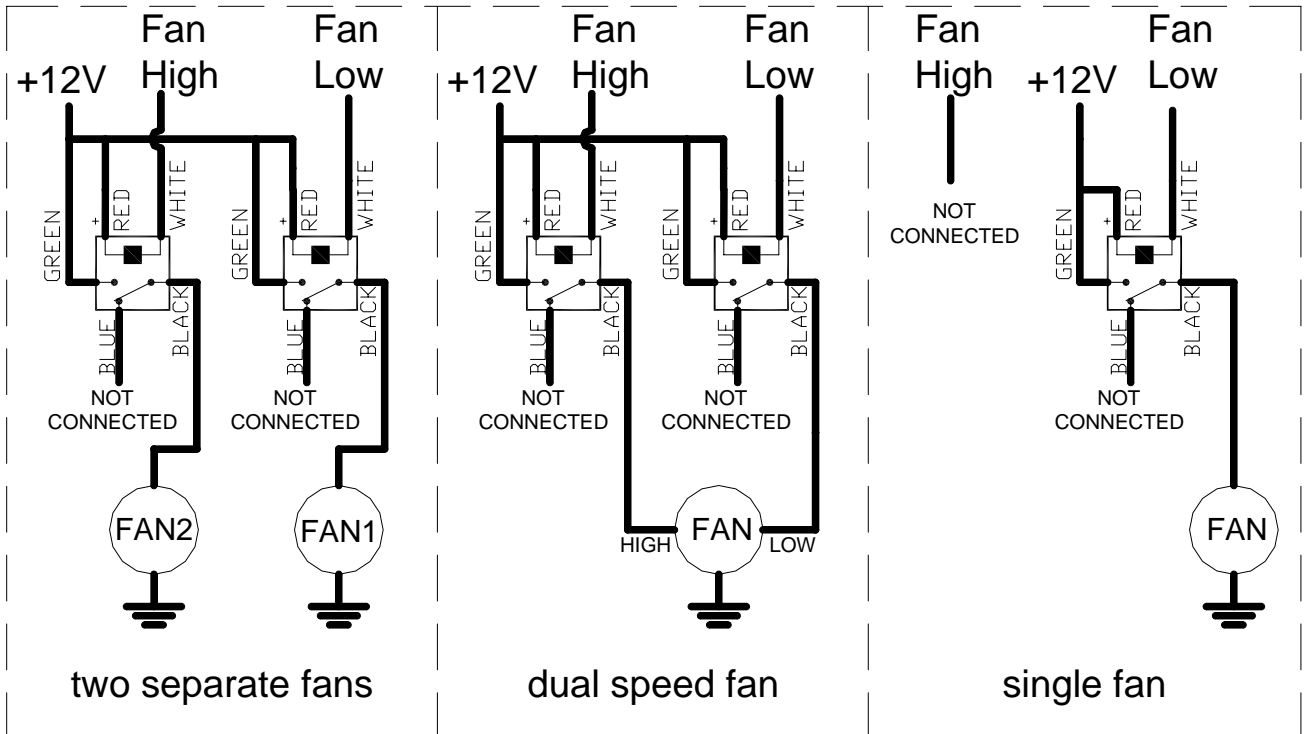 Fan High
Fan Low
+12V
GREEN
+
RED
WHITE
GREEN
+
RED
WHITE
BLUE
BLACK
BLUE
BLACK
NOT
CONNECTED
NOT
CONNECTED
FAN2
FAN1
two separate fans
Fan High
Fan Low
+12V
GREEN
+
RED
WHITE
GREEN
+
RED
WHITE
BLUE
BLACK
BLUE
BLACK
NOT
CONNECTED
NOT
CONNECTED
HIGH
FAN
LOW
dual speed fan
Fan
High
+12V
Fan
Low
NOT
CONNECTED
GREEN
+
RED
WHITE
BLUE
BLACK
NOT
CONNECTED
FAN
single fan